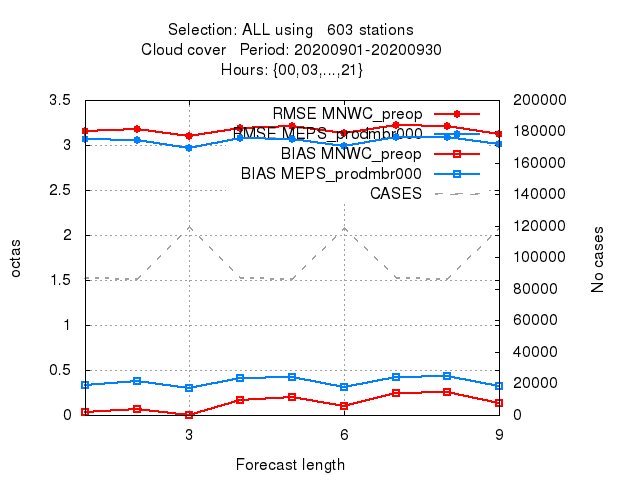 Selection: ALL using   603 stations
Cloud cover   Period: 20200901-20200930
Hours: {00,03,...,21}
3.5
3
2.5
2
1.5
1
0.5
0
octas
RMSE MNWC_preop
RMSE MEPS_prodmbr000
BIAS MNWC_preop
BIAS MEPS_prodmbr000
CASES
200000
180000
160000
140000
120000
100000
80000
60000
40000
20000
0
No cases
3
6
9
Forecast length